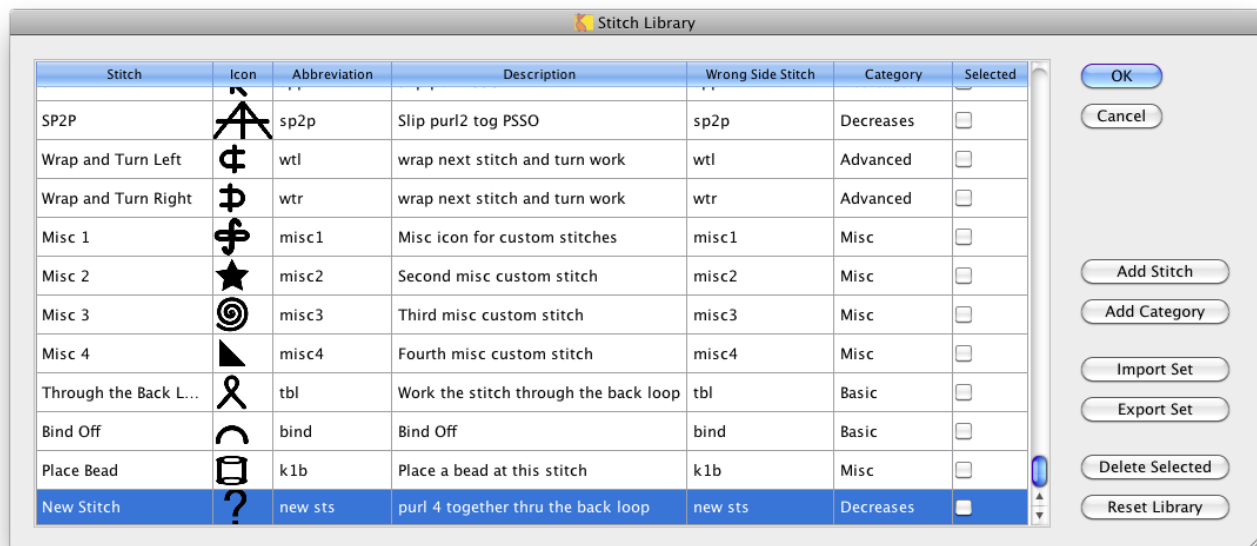 Stitch Library
Stitch Icon Abbreviation Description Wrong Side Stitch Category Selected
SP2P sp2p Slip purl2 tog PSSO sp2p Decreases
Wrap and Turn Left wtl wrap next stitch and turn work wtl Advanced
Wrap and Turn Right wtr wrap next stitch and turn work wtr Advanced
Misc 1 misc1 Misc icon for custom stitches misc1 Misc
Misc 2 misc2 Second misc custom stitch misc2 Misc
Misc 3 misc3 Third misc custom stitch misc3 Misc
Misc 4 misc4 Fourth misc custom stitch misc4 Misc
Through the Back L... tbl Work the stitch through the back loop tbl Basic
Bind Off bind Bind Off bind Basic
Place Bead k1b Place a bead at this stitch k1b Misc
New Stitch ? new sts purl 4 together thru the back loop new sts Decreases
OK
Cancel
Add Stitch
Add Category
Import Set
Export Set
Delete Selected
Reset Library